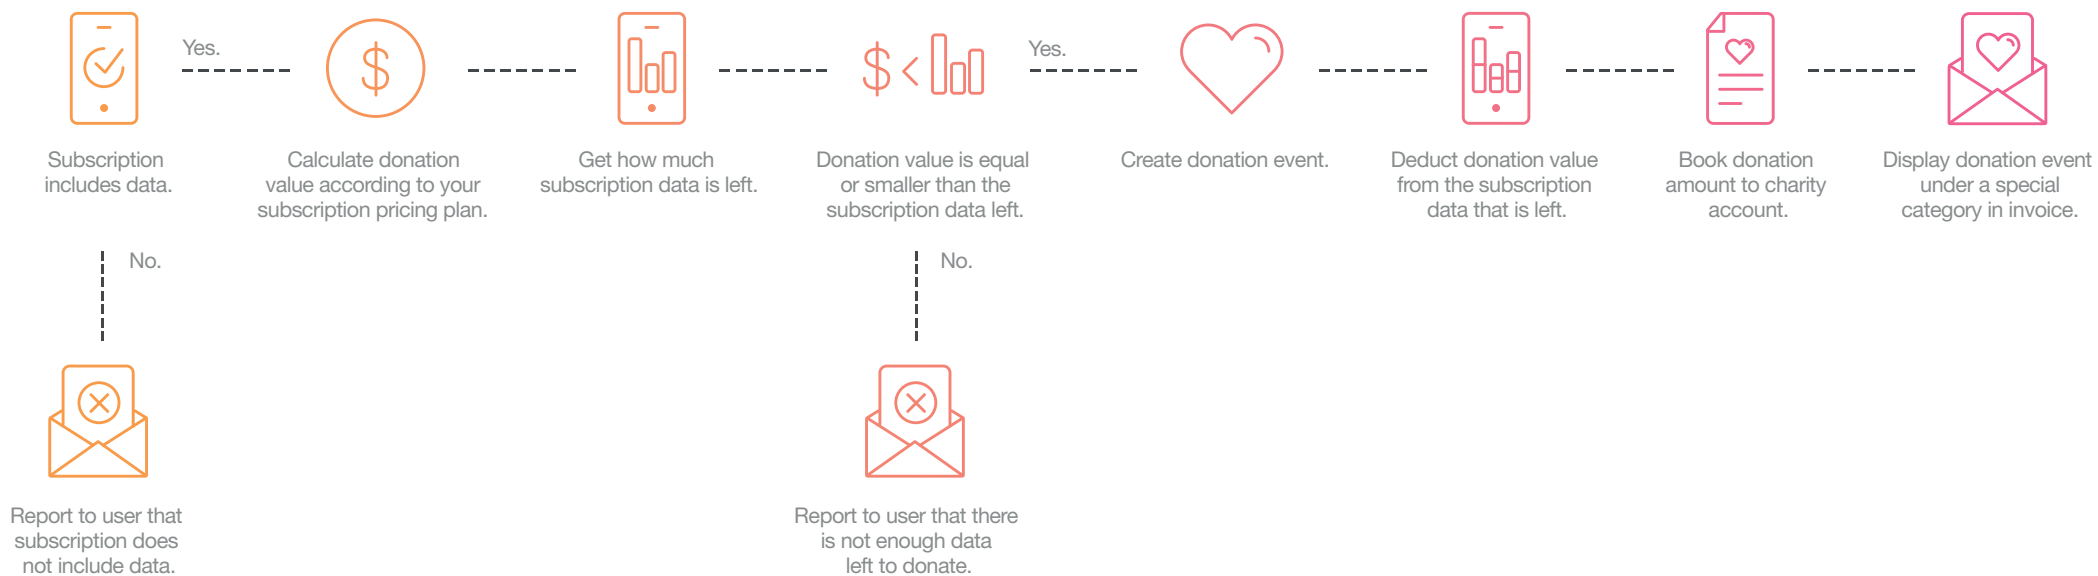 Yes.
Yes.
Subscription
includes data.
Calculate donation
value according to your
subscription pricing plan.
Get how much
subscription data is left.
$ <
Donation value is equal
or smaller than the
subscription data left.
Create donation event.
Deduct donation value
from the subscription
data that is left.
Book donation
amount to charity
account.
Display donation event
under a special
category in invoice.
No.
No.
Report to user that
subscription does
not include data.
Report to user that there
is not enough data
left to donate.